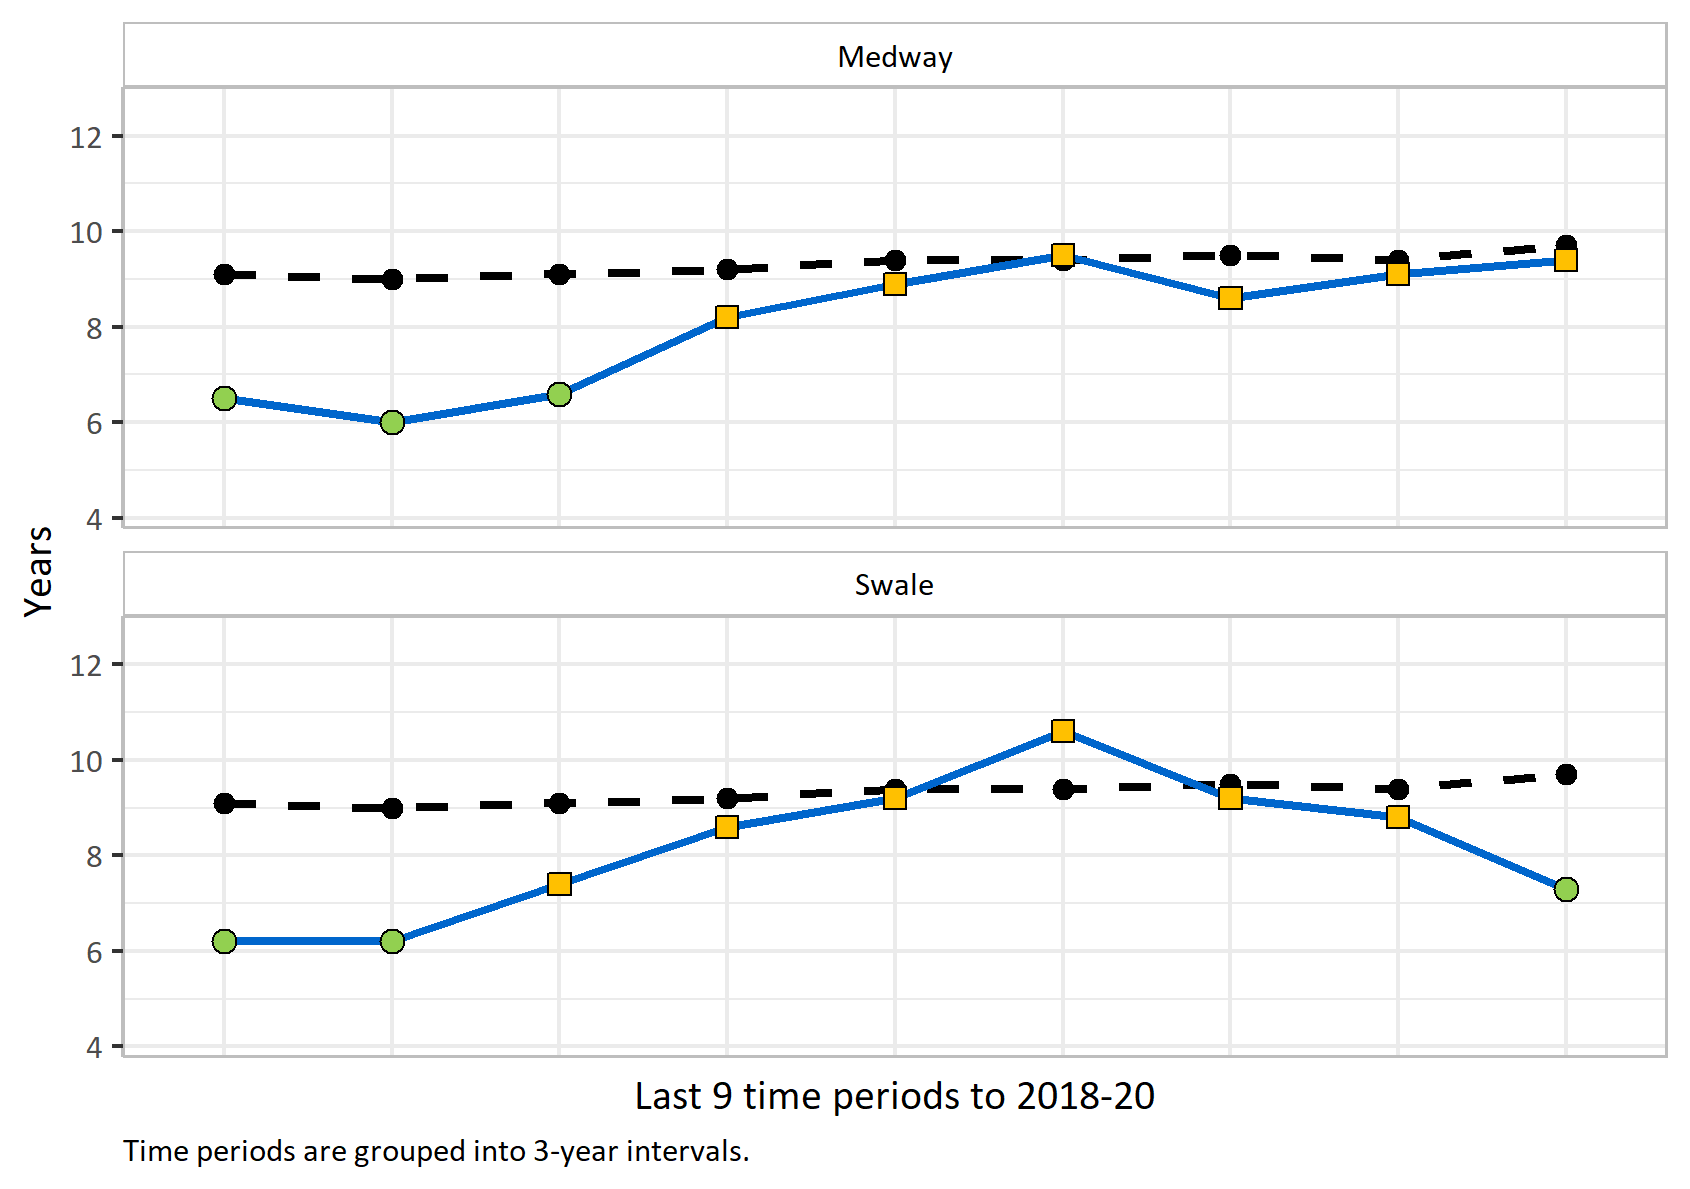 Medway
12
10
8
6
4
Years
Swale
12
10
8
6
4
Last 9 time periods to 2018-20
Time periods are grouped into 3-year intervals.